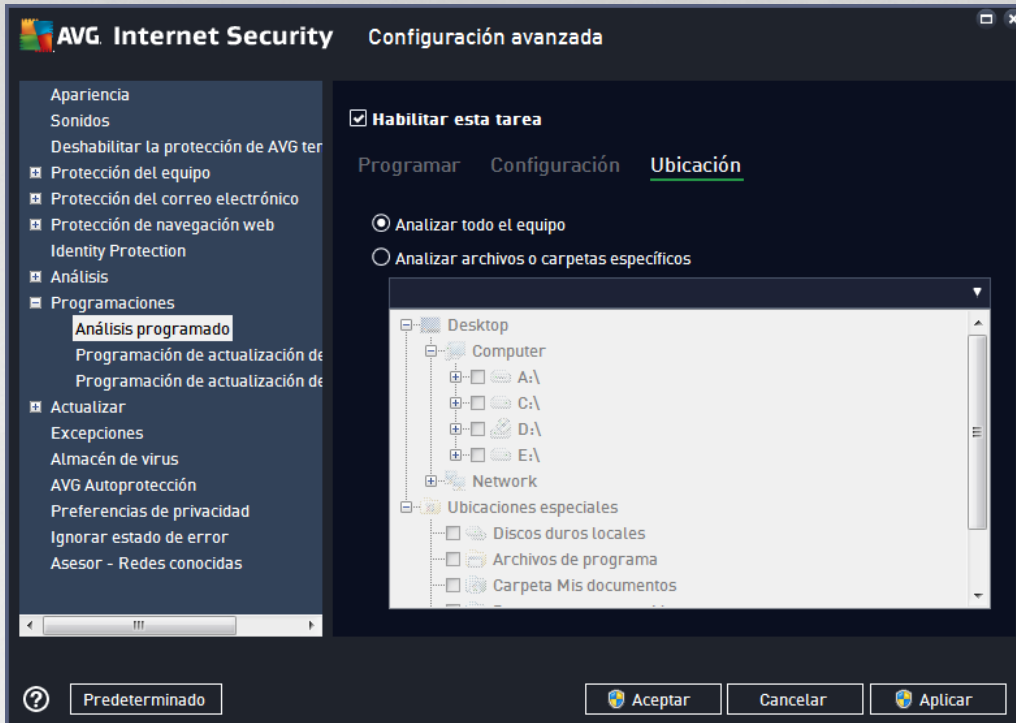 AVG. Internet Security Configuración avanzada
Apariencia
Sonidos
Deshabilitar la protección de AVG ter
Protección del equipo
Protección del correo electrónico
Protección de navegación web
Identity Protection
Análisis
Programaciones
Análisis programado
Programación de actualización de
Programación de actualización de
Actualizar
Excepciones
Almacén de virus
AVG Autoprotección
Preferencias de privacidad
Ignorar estado de error
Asesor - Redes conocidas
Habilitar esta tarea
Programar Configuración Ubicación
Analizar todo el equipo
Analizar archivos o carpetas específicos
Desktop
Computer
A:\
C:\
D:\
E:\
Network
Ubicaciones especiales
Discos duros locales
Archivos de programa
Carpeta Mis documentos
? Predeterminado Aceptar Cancelar Aplicar